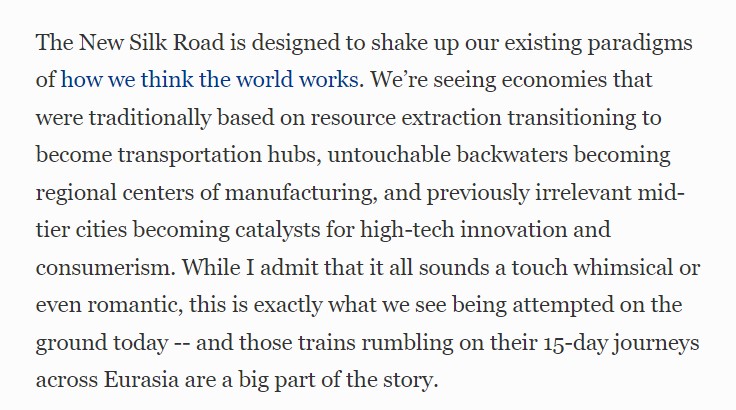 The New Silk Road is designed to shake up our existing paradigms
of how we think the world works. We’re seeing economies that
were traditionally based on resource extraction transitioning to
become transportation hubs, untouchable backwaters becoming
regional centers of manufacturing, and previously irrelevant mid-
tier cities becoming catalysts for high-tech innovation and
consumerism. While I admit that it all sounds a touch whimsical or
even romantic, this is exactly what we see being attempted on the
ground today -- and those trains rumbling on their 15-day journeys
across Eurasia are a big part of the story.